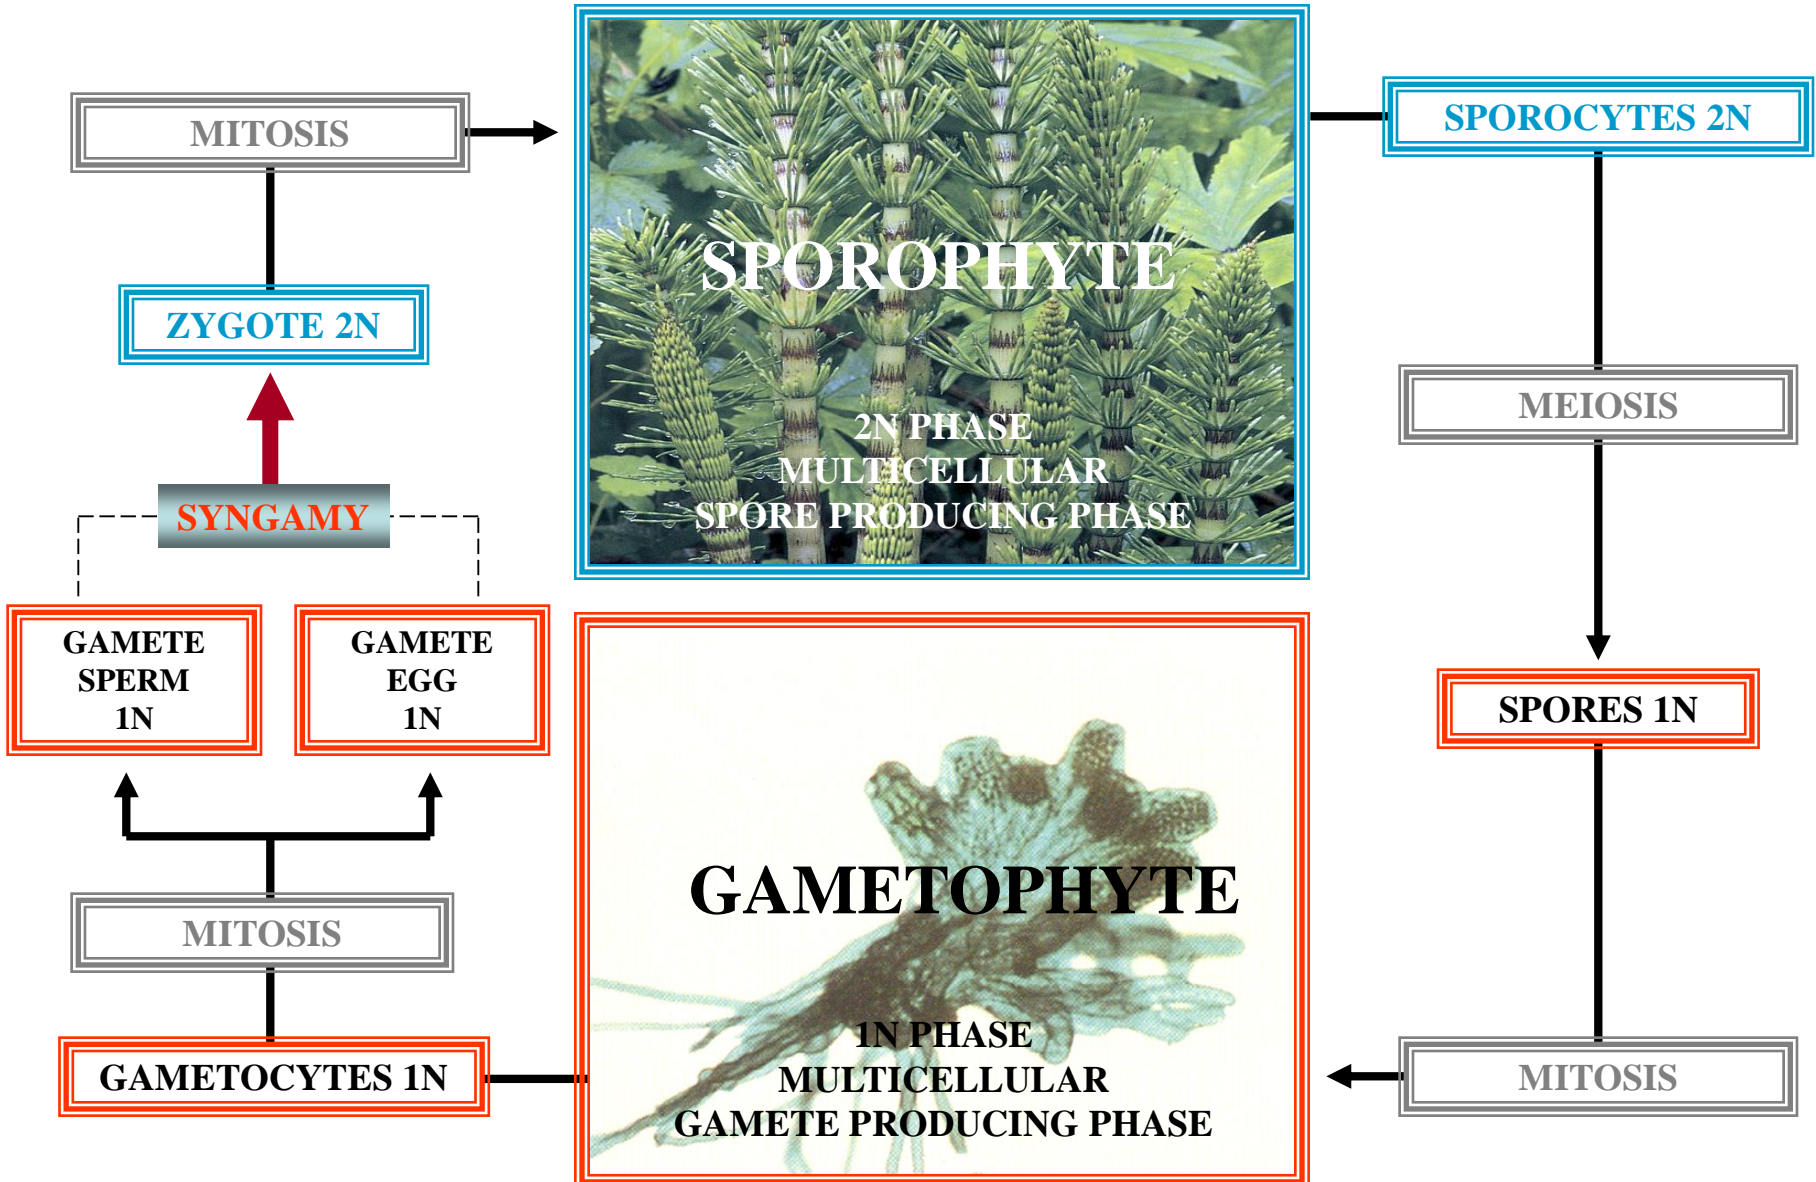 MITOSIS
SPOROCYTES 2N
SPOROPHYTE
ZYGOTE 2N
MEIOSIS
2N PHASE
MULTICELLULAR
SPORE PRODUCING PHASE
SYNGAMY
GAMETE
SPERM
1N
GAMETE
EGG
1N
SPORES 1N
GAMETOPHYTE
MITOSIS
1N PHASE
MULTICELLULAR
GAMETE PRODUCING PHASE
GAMETOCYTES 1N
MITOSIS